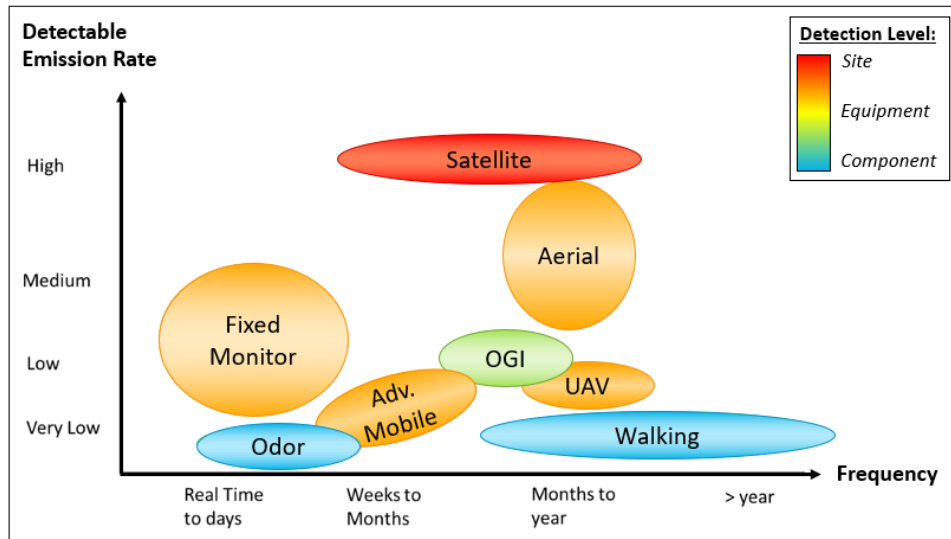 Detectable
Emission Rate
Detection Level:
Site
Equipment
Component
High
Medium
Low
Very Low
Satellite
Aerial
Fixed
Monitor
OGI
UAV
Adv.
Mobile
Odor
Walking
Frequency
Real Time
to days
Weeks to
Months
Months to
year
> year